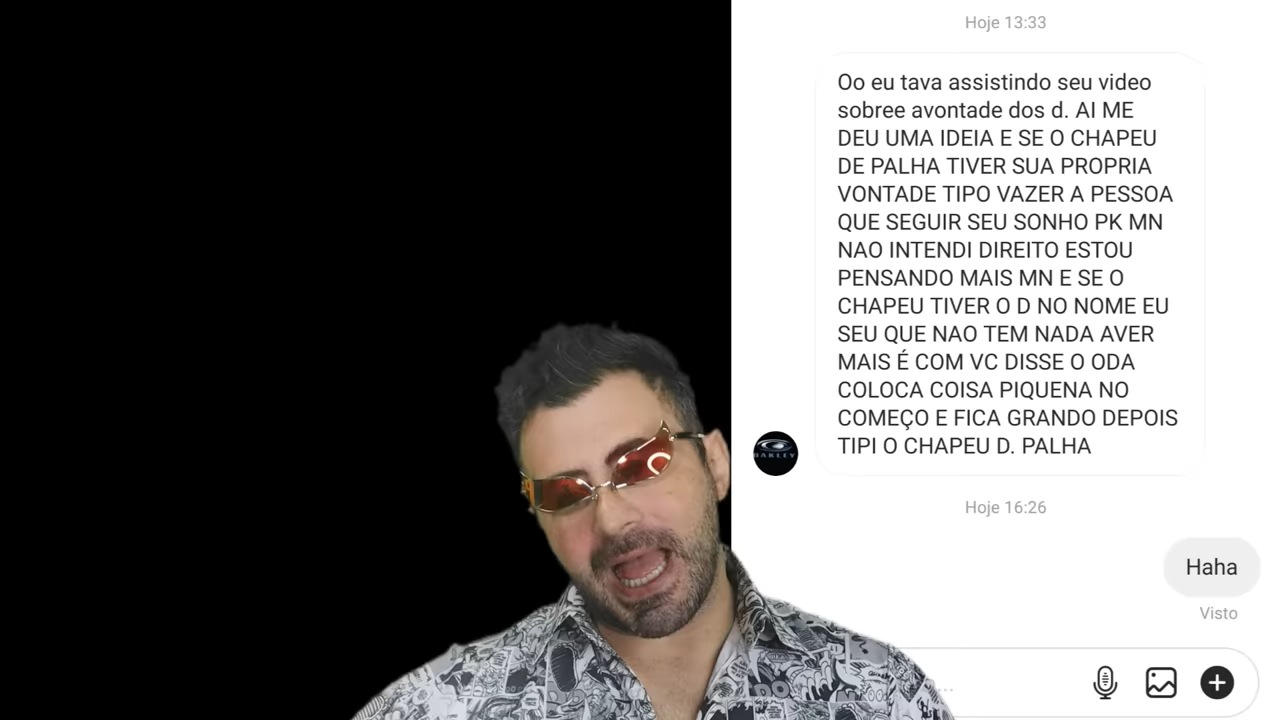 Hoje 13:33
Oo eu tava assistindo seu video
sobree avontade dos d. AI ME
DEU UMA IDEIA E SE O CHAPEU
DE PALHA TIVER SUA PROPRIA
VONTADE TIPO VAZER A PESSOA
QUE SEGUIR SEU SONHO PK MN
NAO INTENDI DIREITO ESTOU
PENSANDO MAIS MN E SE O
CHAPEU TIVER O D NO NOME EU
SEU QUE NAO TEM NADA AVER
MAIS É COM VC DISSE O ODA
COLOCA COISA PIQUENA NO
COMEÇO E FICA GRANDO DEPOIS
TIPI O CHAPEU D. PALHA
OAKLEY
Hoje 16:26
Haha
Visto